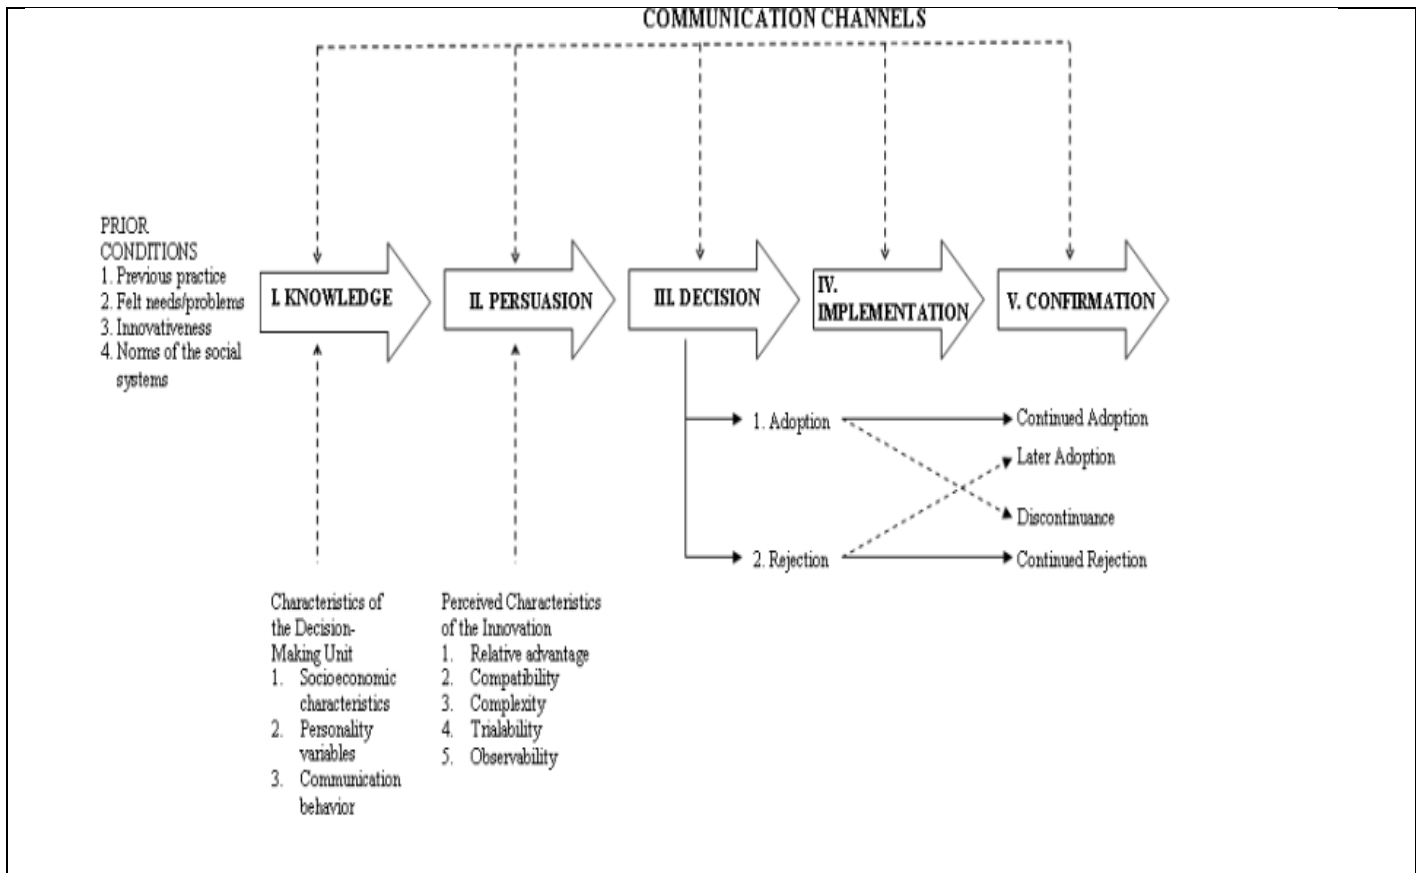 COMMUNICATION CHANNELS
PRIOR
CONDITIONS
1. Previous practice
2. Felt needs/problems
3. Innovativeness
4. Norms of the social
systems
I. KNOWLEDGE
II. PERSUASION
III. DECISION
IV.
IMPLEMENTATION
V. CONFIRMATION
1. Adoption
2. Rejection
Continued Adoption
Later Adoption
Discontinuance
Continued Rejection
Characteristics of
the Decision-
Making Unit
1. Socioeconomic
characteristics
2. Personality
variables
3. Communication
behavior
Perceived Characteristics
of the Innovation
1. Relative advantage
2. Compatibility
3. Complexity
4. Trialability
5. Observability